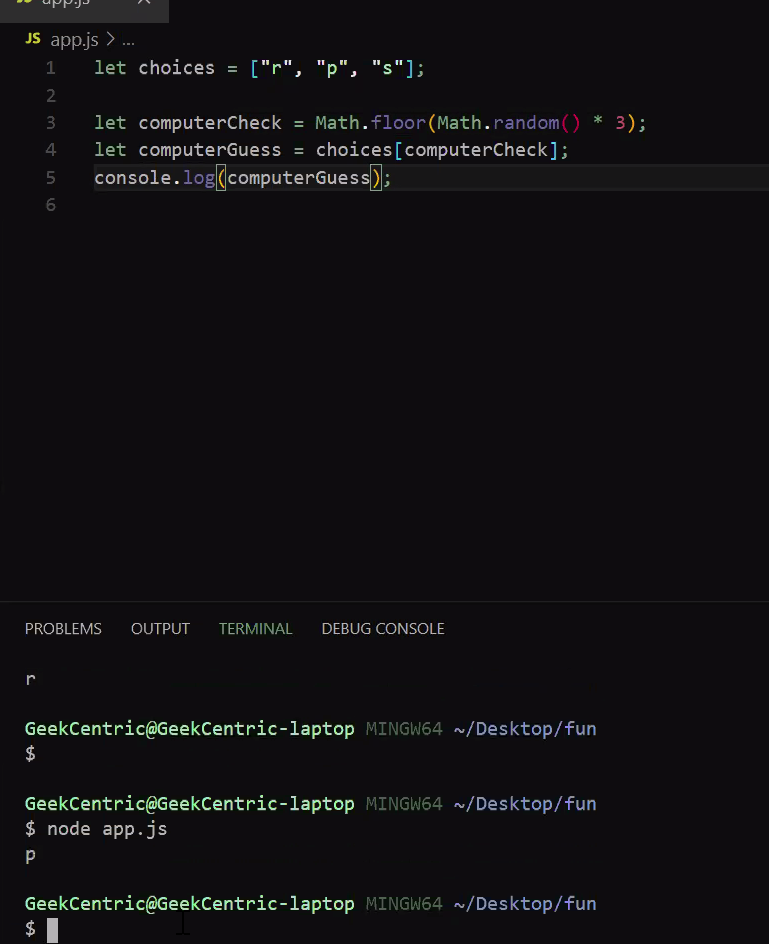 JS app.js
JS app.js > ...
1 let choices = ["r", "p", "s"];
2
3 let computerCheck = Math.floor(Math.random() * 3);
4 let computerGuess = choices[computerCheck];
5 console.log(computerGuess);
6
PROBLEMS OUTPUT TERMINAL DEBUG CONSOLE
r
GeekCentric@GeekCentric-laptop MINGW64 ~/Desktop/fun
$
GeekCentric@GeekCentric-laptop MINGW64 ~/Desktop/fun
$ node app.js
p
GeekCentric@GeekCentric-laptop MINGW64 ~/Desktop/fun
$